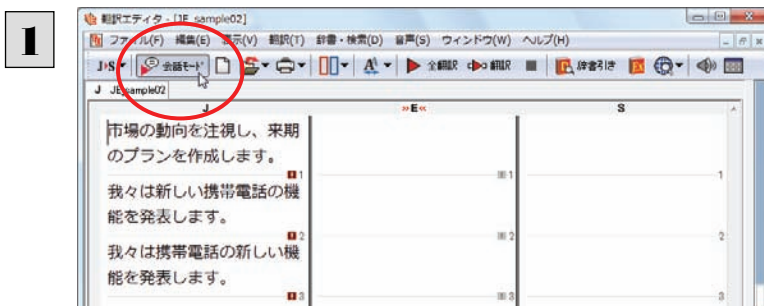 1
翻訳エディタ - [JE_sample02]
ファイル(F) 編集(E) 表示(V) 翻訳(T) 辞書・検索(D) 音声(S) ウィンドウ(W) ヘルプ(H)
J>S 会話モード 全翻訳 翻訳 辞書引き
J JE_sample02
J »E« S
市場の動向を注視し、来期
のプランを作成します。
1 1 1
我々は新しい携帯電話の機
能を発表します。
2 2 2
我々は携帯電話の新しい機
能を発表します。
3 3 3